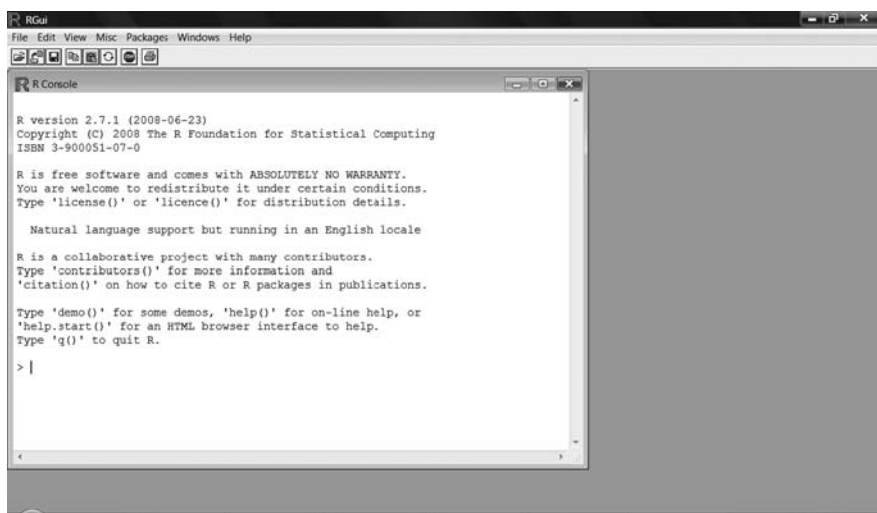 RGui
File Edit View Misc Packages Windows Help
R Console
R version 2.7.1 (2008-06-23)
Copyright (C) 2008 The R Foundation for Statistical Computing
ISBN 3-900051-07-0
R is free software and comes with ABSOLUTELY NO WARRANTY.
You are welcome to redistribute it under certain conditions.
Type 'license()' or 'licence()' for distribution details.
Natural language support but running in an English locale
R is a collaborative project with many contributors.
Type 'contributors()' for more information and
'citation()' on how to cite R or R packages in publications.
Type 'demo()' for some demos, 'help()' for on-line help, or
'help.start()' for an HTML browser interface to help.
Type 'q()' to quit R.
>